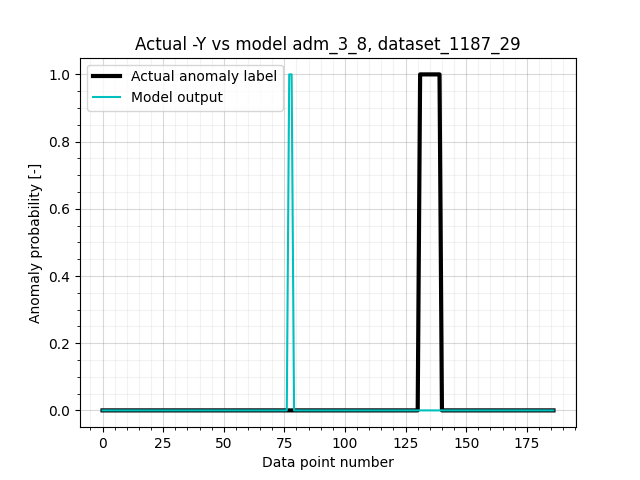 Actual -Y vs model adm_3_8, dataset_1187_29
Actual anomaly label
Model output
1.0
0.8
0.6
0.4
0.2
0.0
Anomaly probability [-]
0 25 50 75 100 125 150 175
Data point number